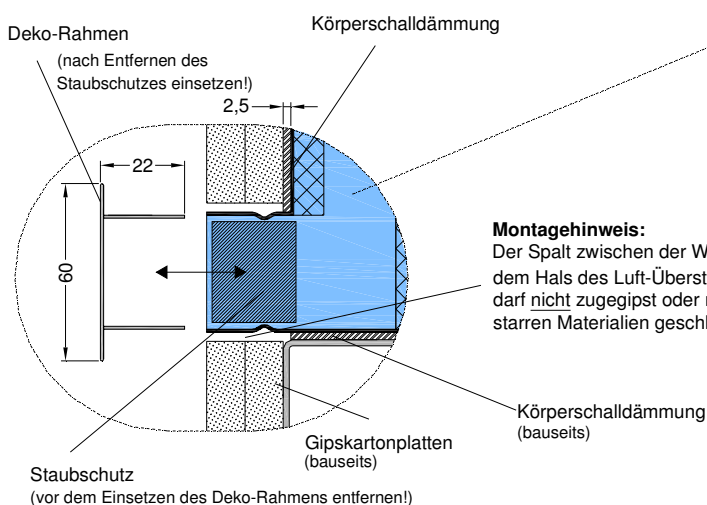 Deko-Rahmen
(nach Entfernen des
Staubschutzes einsetzen!)
Körperschalldämmung
2,5
22
60
Montagehinweis:
Der Spalt zwischen der W
dem Hals des Luft-Überst
darf nicht zugegipst oder
starren Materialien geschl
Körperschalldämmung
(bauseits)
Gipskartonplatten
(bauseits)
Staubschutz
(vor dem Einsetzen des Deko-Rahmens entfernen!)